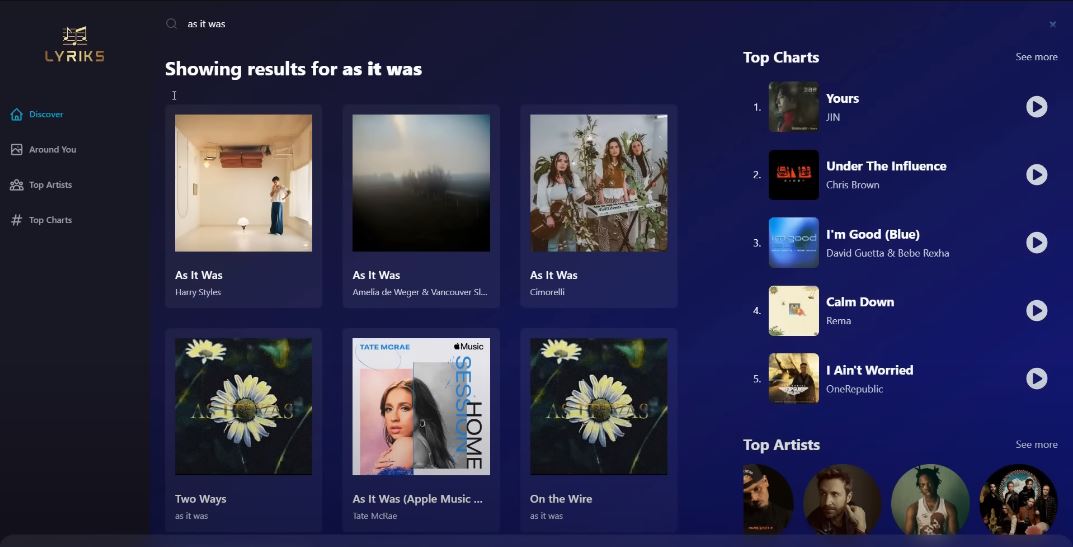 LYRIKS
Discover
Around You
Top Artists
Top Charts
as it was
Showing results for as it was
As It Was
Harry Styles
As It Was
Amelia de Weger & Vancouver Sl...
As It Was
Cimorelli
AS IT WAS
Two Ways
as it was
TATE MCRAE
Music
HOME
SESSION
As It Was (Apple Music ...
Tate McRae
AS IT WAS
On the Wire
as it was
Top Charts
See more
1.
Yours
JIN
2.
Under The Influence
Chris Brown
3.
i'm good
I'm Good (Blue)
David Guetta & Bebe Rexha
4.
Calm Down
Rema
5.
I Ain't Worried
OneRepublic
Top Artists
See more